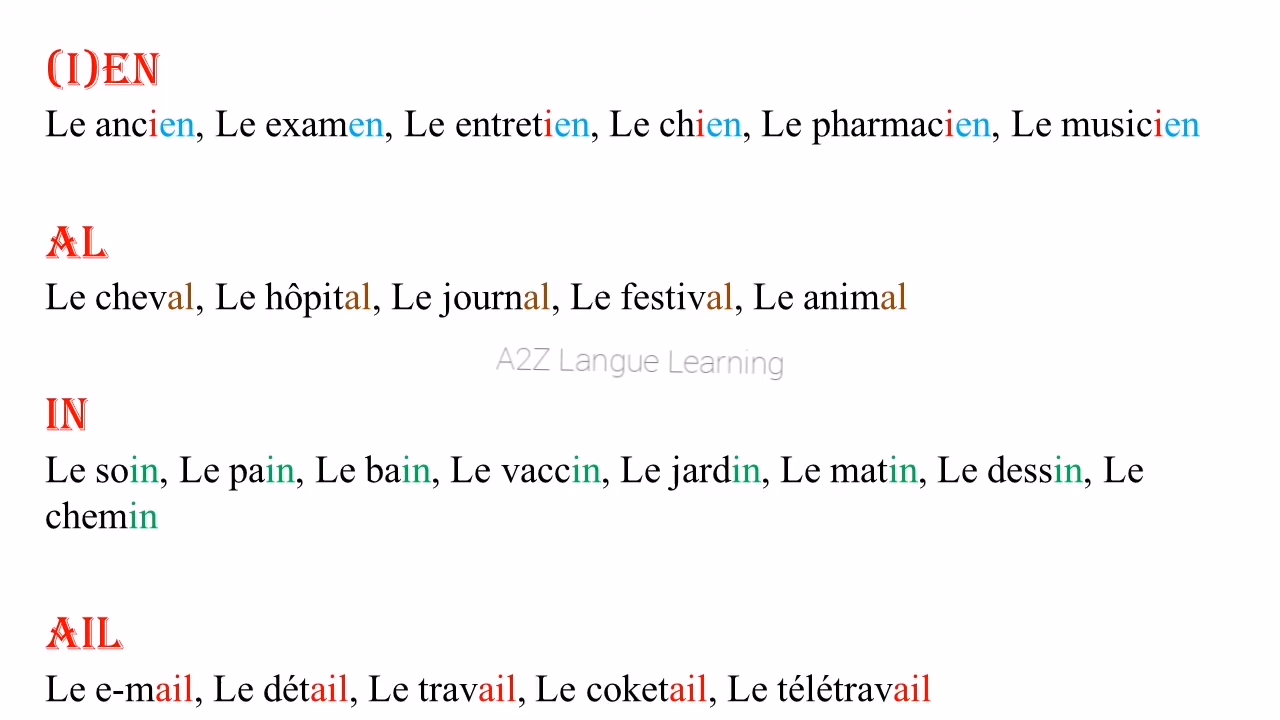 (I)EN
Le ancien, Le examen, Le entretien, Le chien, Le pharmacien, Le musicien
AL
Le cheval, Le hôpital, Le journal, Le festival, Le animal
A2Z Langue Learning
IN
Le soin, Le pain, Le bain, Le vaccin, Le jardin, Le matin, Le dessin, Le
chemin
AIL
Le e-mail, Le détail, Le travail, Le coketail, Le télétravail